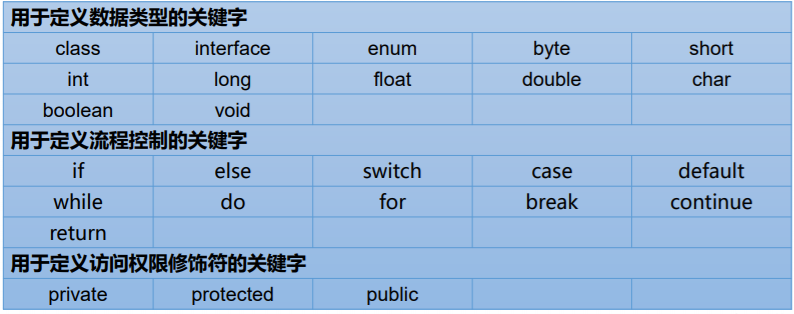 用于定义数据类型的关键字
class interface enum byte short
int long float double char
boolean void
用于定义流程控制的关键字
if else switch case default
while do for break continue
return
用于定义访问权限修饰符的关键字
private protected public